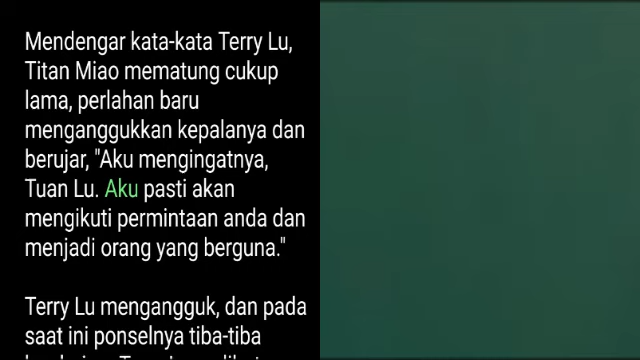 Mendengar kata-kata Terry Lu,
Titan Miao mematung cukup
lama, perlahan baru
menganggukkan kepalanya dan
berujar, "Aku mengingatnya,
Tuan Lu. Aku pasti akan
mengikuti permintaan anda dan
menjadi orang yang berguna."
Terry Lu mengangguk, dan pada
saat ini ponselnya tiba-tiba